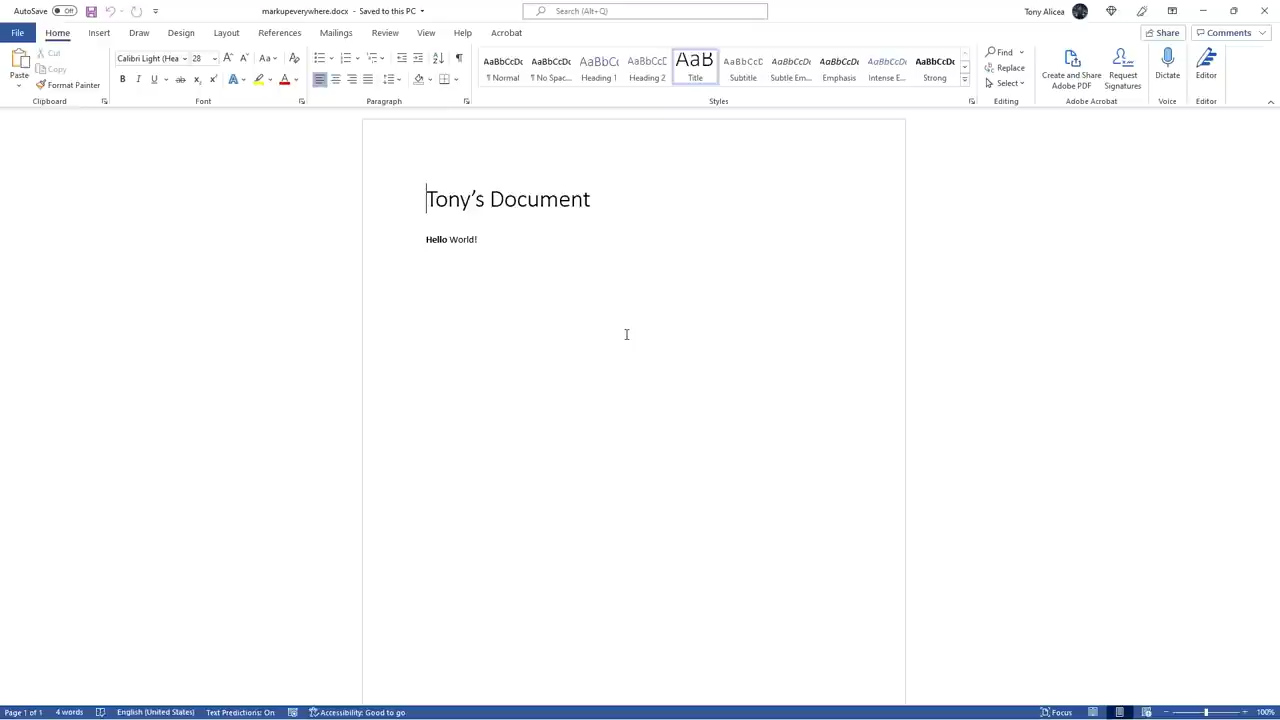 AutoSave Off markupeverywhere.docx - Saved to this PC Search (Alt+Q) Tony Alicea
File Home Insert Draw Design Layout References Mailings Review View Help Acrobat Share Comments
Paste Cut Copy Format Painter
Calibri Light (Hea 28
AaBbCcDc AaBbCcDc AaBbCc AaBbCcC AaB AaBbCcC AaBbCcDc AaBbCcDc AaBbCcDc AaBbCcDc
¶ Normal ¶ No Spac... Heading 1 Heading 2 Title Subtitle Subtle Em... Emphasis Intense E... Strong
Find Replace Select
Create and Share Adobe PDF Request Signatures Dictate Editor
Clipboard Font Paragraph Styles Editing Adobe Acrobat Voice Editor
Tony’s Document
Hello World!
Page 1 of 1 4 words English (United States) Text Predictions: On Accessibility: Good to go Focus 100%